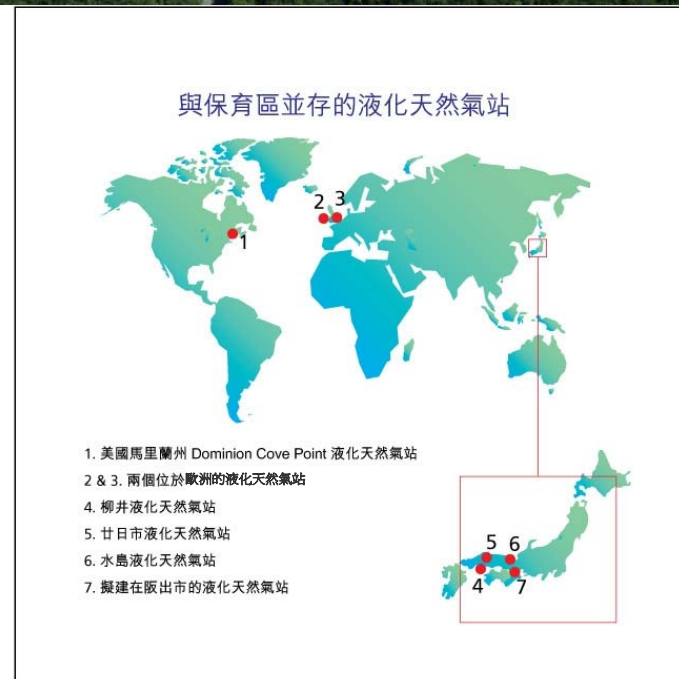 與保育區並存的液化天然氣站
2 3
1
1. 美國馬里蘭州 Dominion Cove Point 液化天然氣站
2 & 3. 兩個位於歐洲的液化天然氣站
4. 柳井液化天然氣站
5. 廿日市液化天然氣站
6. 水島液化天然氣站
7. 擬建在阪出市的液化天然氣站
5 6
4 7